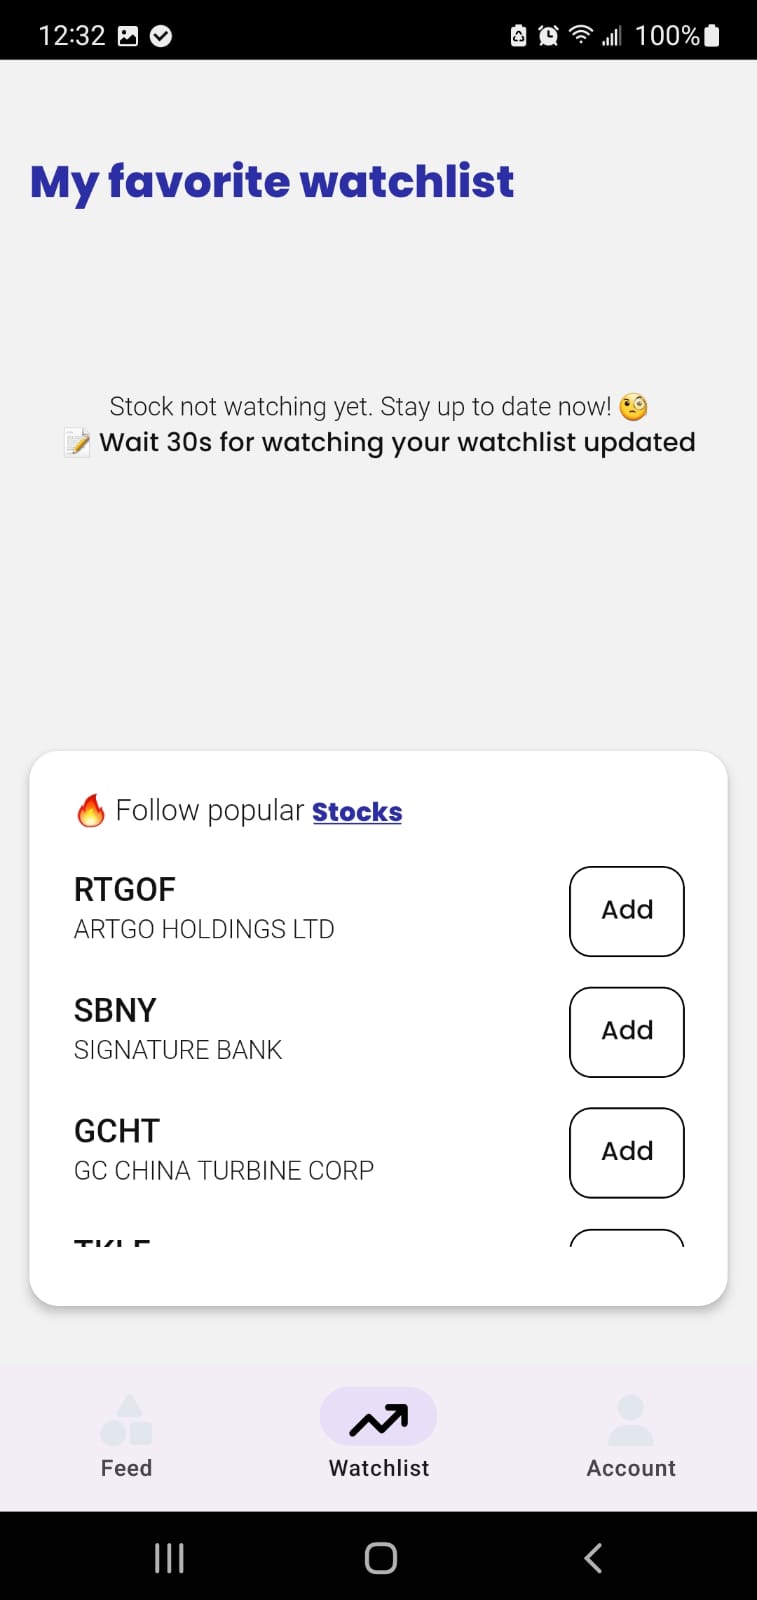 12:32 100%
My favorite watchlist
Stock not watching yet. Stay up to date now! 🧐
📝 Wait 30s for watching your watchlist updated
🔥 Follow popular Stocks
RTGOF
ARTGO HOLDINGS LTD
Add
SBNY
SIGNATURE BANK
Add
GCHT
GC CHINA TURBINE CORP
Add
Feed
Watchlist
Account